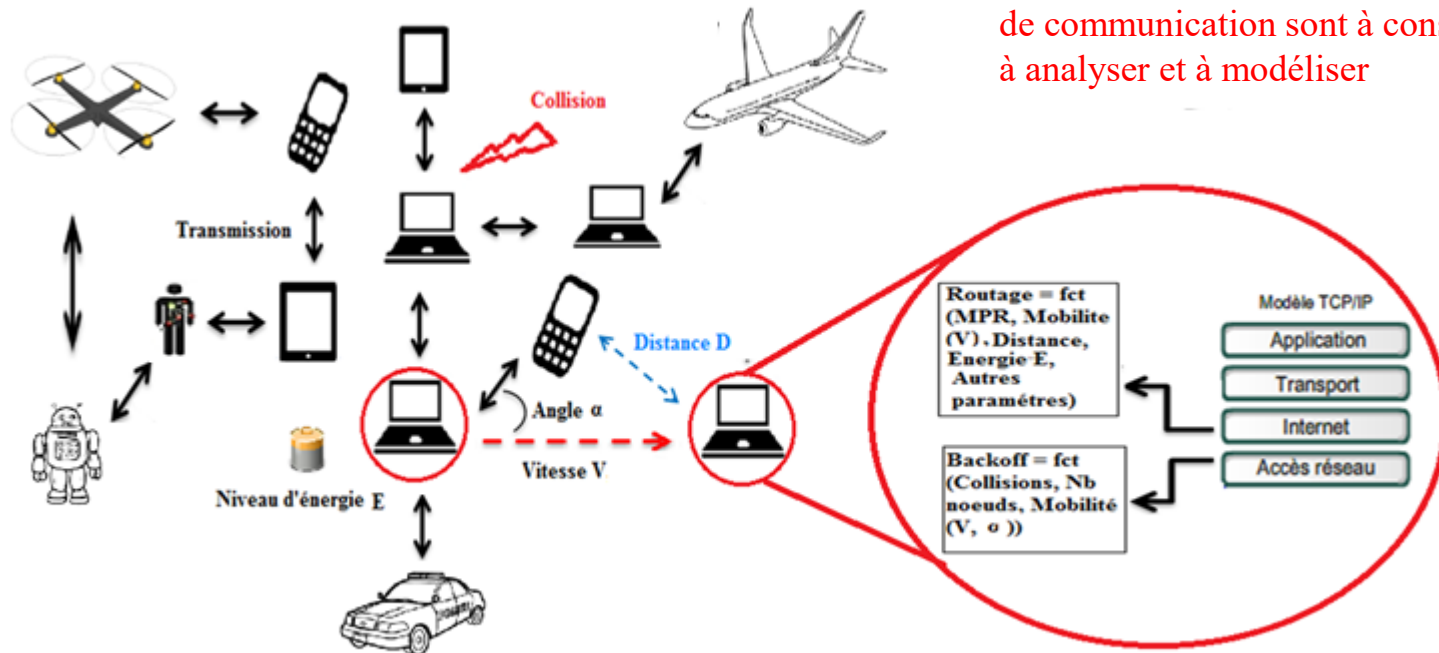 de communication sont à con
à analyser et à modéliser
Collision
Transmission
Distance D
Angle α
Vitesse V
Niveau d'énergie E
Routage = fct
(MPR, Mobilite
(V), Distance,
Energie E,
Autres
paramétres)
Backoff = fct
(Collisions, Nb
noeuds, Mobilité
(V, α ))
Modèle TCP/IP
Application
Transport
Internet
Accès réseau